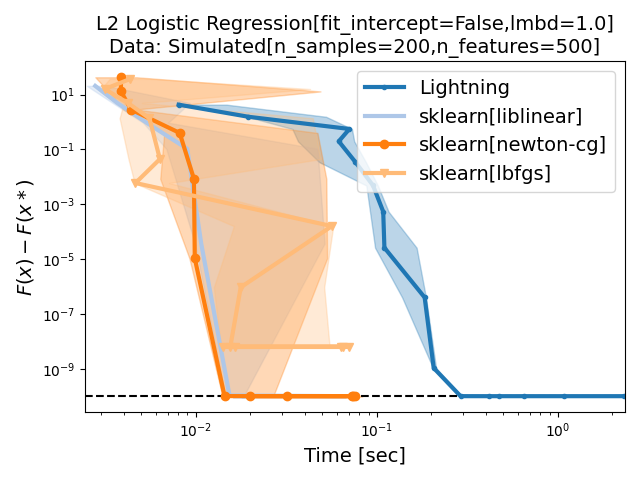 L2 Logistic Regression[fit_intercept=False,lmbd=1.0]
Data: Simulated[n_samples=200,n_features=500]
F(x) − F(x*)
10¹
10⁻¹
10⁻³
10⁻⁵
10⁻⁷
10⁻⁹
Lightning
sklearn[liblinear]
sklearn[newton-cg]
sklearn[lbfgs]
10⁻² 10⁻¹ 10⁰
Time [sec]